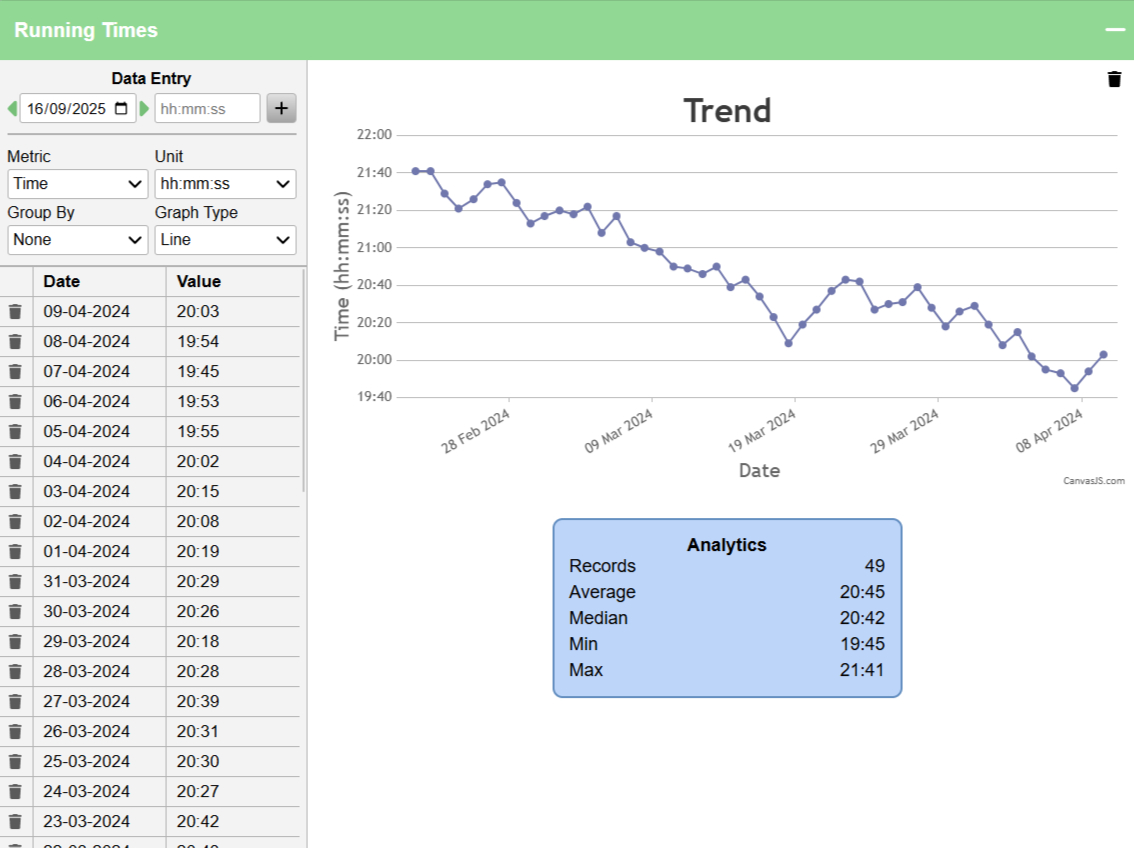 Running Times
Data Entry
16/09/2025 hh:mm:ss +
Metric Unit
Time hh:mm:ss
Group By Graph Type
None Line
Date Value
09-04-2024 20:03
08-04-2024 19:54
07-04-2024 19:45
06-04-2024 19:53
05-04-2024 19:55
04-04-2024 20:02
03-04-2024 20:15
02-04-2024 20:08
01-04-2024 20:19
31-03-2024 20:29
30-03-2024 20:26
29-03-2024 20:18
28-03-2024 20:28
27-03-2024 20:39
26-03-2024 20:31
25-03-2024 20:30
24-03-2024 20:27
23-03-2024 20:42
Trend
Time (hh:mm:ss)
22:00
21:40
21:20
21:00
20:40
20:20
20:00
19:40
28 Feb 2024 09 Mar 2024 19 Mar 2024 29 Mar 2024 08 Apr 2024
Date
CanvasJS.com
Analytics
Records 49
Average 20:45
Median 20:42
Min 19:45
Max 21:41